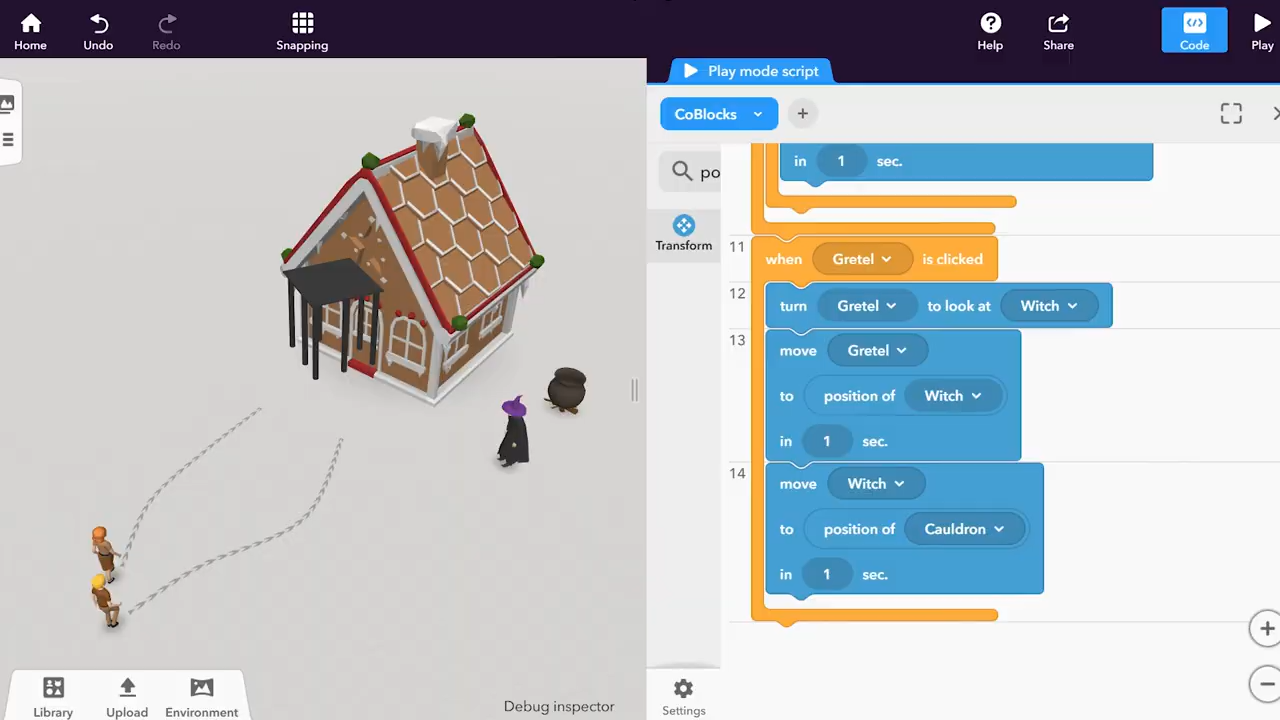 Home
Undo
Redo
Snapping
Help
Share
Code
Play
Play mode script
CoBlocks
po
Transform
in 1 sec.
11
when Gretel is clicked
12
turn Gretel to look at Witch
13
move Gretel
to position of Witch
in 1 sec.
14
move Witch
to position of Cauldron
in 1 sec.
Library
Upload
Environment
Debug inspector
Settings